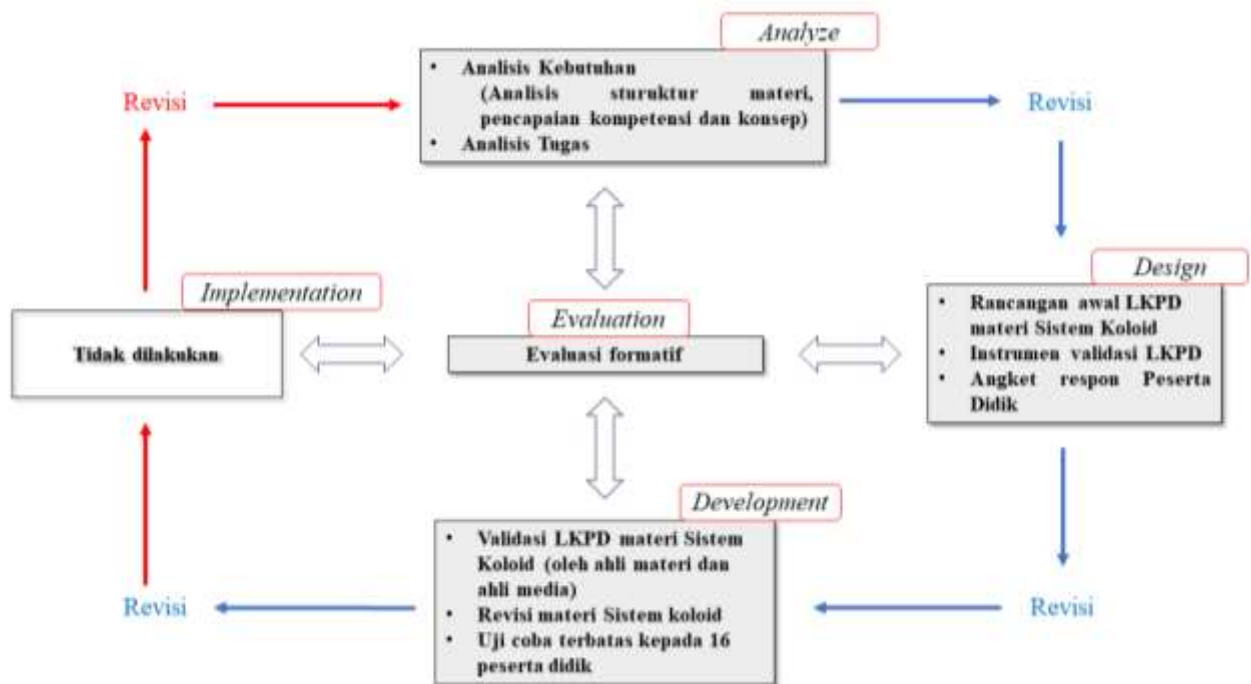 Analyze
• Analisis Kebutuhan
(Analisis sturuktur materi,
pencapaian kompetensi dan konsep)
• Analisis Tugas
Revisi
Revisi
Implementation
Tidak dilakukan
Evaluation
Evaluasi formatif
Design
• Rancangan awal LKPD
materi Sistem Koloid
• Instrumen validasi LKPD
• Angket respon Peserta
Didik
Development
• Validasi LKPD materi Sistem
Koloid (oleh ahli materi dan
ahli media)
• Revisi materi Sistem koloid
• Uji coba terbatas kepada 16
peserta didik
Revisi
Revisi